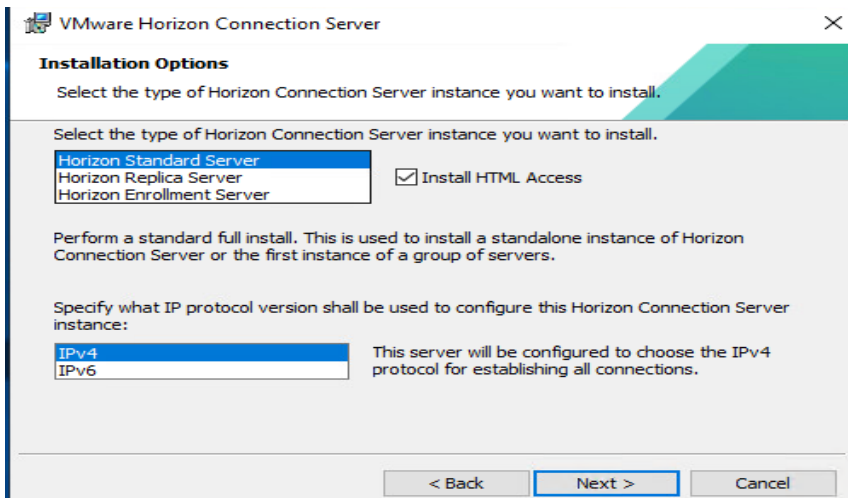 VMware Horizon Connection Server
Installation Options
Select the type of Horizon Connection Server instance you want to install.
Select the type of Horizon Connection Server instance you want to install.
Horizon Standard Server
Horizon Replica Server
Horizon Enrollment Server
Install HTML Access
Perform a standard full install. This is used to install a standalone instance of Horizon
Connection Server or the first instance of a group of servers.
Specify what IP protocol version shall be used to configure this Horizon Connection Server
instance:
IPv4
IPv6
This server will be configured to choose the IPv4
protocol for establishing all connections.
< Back
Next >
Cancel